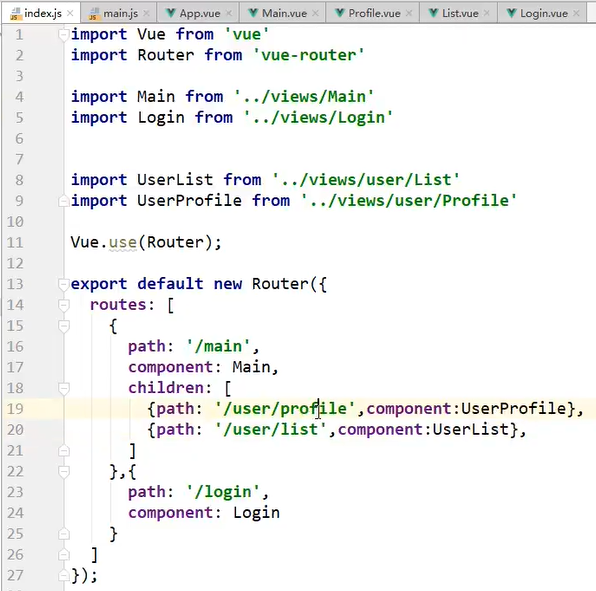 index.js main.js App.vue Main.vue Profile.vue List.vue Login.vue
1 import Vue from 'vue'
2 import Router from 'vue-router'
3
4 import Main from '../views/Main'
5 import Login from '../views/Login'
6
7
8 import UserList from '../views/user/List'
9 import UserProfile from '../views/user/Profile'
10
11 Vue.use(Router);
12
13 export default new Router({
14   routes: [
15     {
16       path: '/main',
17       component: Main,
18       children: [
19         {path: '/user/profile',component:UserProfile},
20         {path: '/user/list',component:UserList},
21       ]
22     },{
23       path: '/login',
24       component: Login
25     }
26   ]
27 });